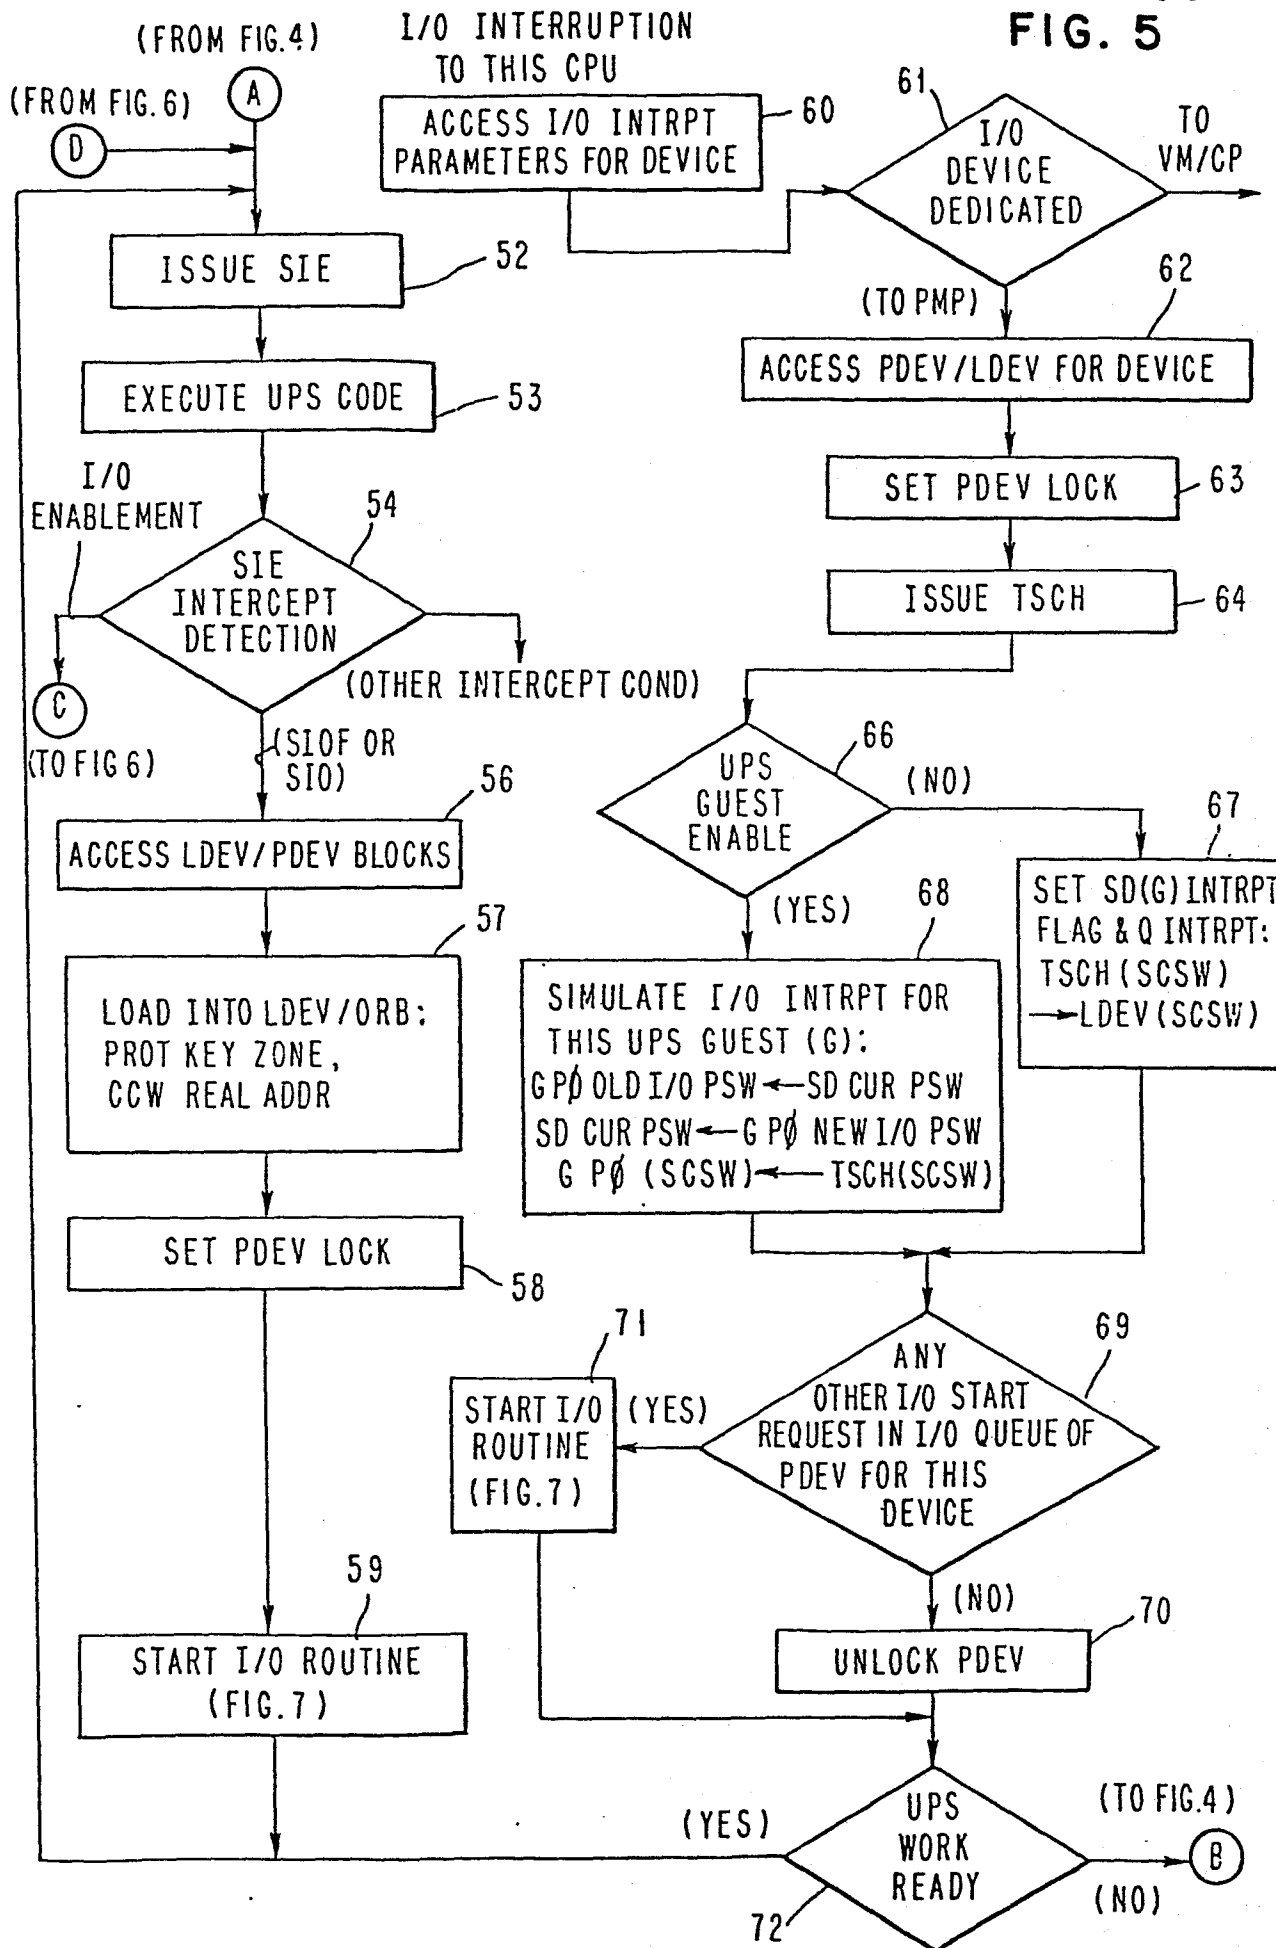 FIG. 5
(FROM FIG. 4)
A
(FROM FIG. 6)
D
ISSUE SIE
52
EXECUTE UPS CODE
53
I/O
ENABLEMENT
54
SIE
INTERCEPT
DETECTION
C
(TO FIG 6)
(OTHER INTERCEPT COND)
(SIOF OR
SIO)
56
ACCESS LDEV/PDEV BLOCKS
57
LOAD INTO LDEV/ORB:
PROT KEY ZONE,
CCW REAL ADDR
SET PDEV LOCK
58
59
START I/O ROUTINE
(FIG. 7)
I/O INTERRUPTION
TO THIS CPU
60
ACCESS I/O INTRPT
PARAMETERS FOR DEVICE
61
I/O
DEVICE
DEDICATED
TO
VM/CP
(TO PMP)
62
ACCESS PDEV/LDEV FOR DEVICE
SET PDEV LOCK
63
ISSUE TSCH
64
66
UPS
GUEST
ENABLE
(NO)
67
SET SD(G) INTRPT
FLAG & Q INTRPT:
TSCH (SCSW)
→LDEV (SCSW)
(YES)
68
SIMULATE I/O INTRPT FOR
THIS UPS GUEST (G):
G PØ OLD I/O PSW ← SD CUR PSW
SD CUR PSW ← G PØ NEW I/O PSW
G PØ (SCSW) ← TSCH(SCSW)
69
ANY
OTHER I/O START
REQUEST IN I/O QUEUE OF
PDEV FOR THIS
DEVICE
71
(YES)
START I/O
ROUTINE
(FIG. 7)
(NO)
70
UNLOCK PDEV
UPS
WORK
READY
72
(YES)
(TO FIG.4)
B
(NO)